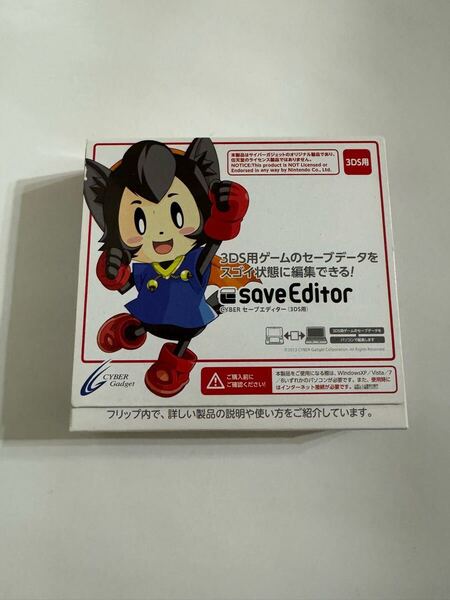 本製品はサイバーガジェットのオリジナル製品であり、
任天堂のライセンス製品ではありません。
NOTICE:This product is NOT Licensed or
Endorsed in any way by Nintendo Co., Ltd.
3DS用
3DS用ゲームのセーブデータを
スゴイ状態に編集できる!
saveEditor
CYBER セーブエディター(3DS用)
3DS用ゲームのセーブデータを
パソコンで編集します
©2013 CYBER Gadget Corporation. All Rights Reserved.
CYBER
Gadget
ご購入前に
ご確認ください!
本製品をご使用になる際は、WindowsXP/Vista/7
/8いずれかのパソコンが必要です。また、使用時に
はインターネット接続が必要です。
フリップ内で、詳しい製品の説明や使い方をご紹介しています。